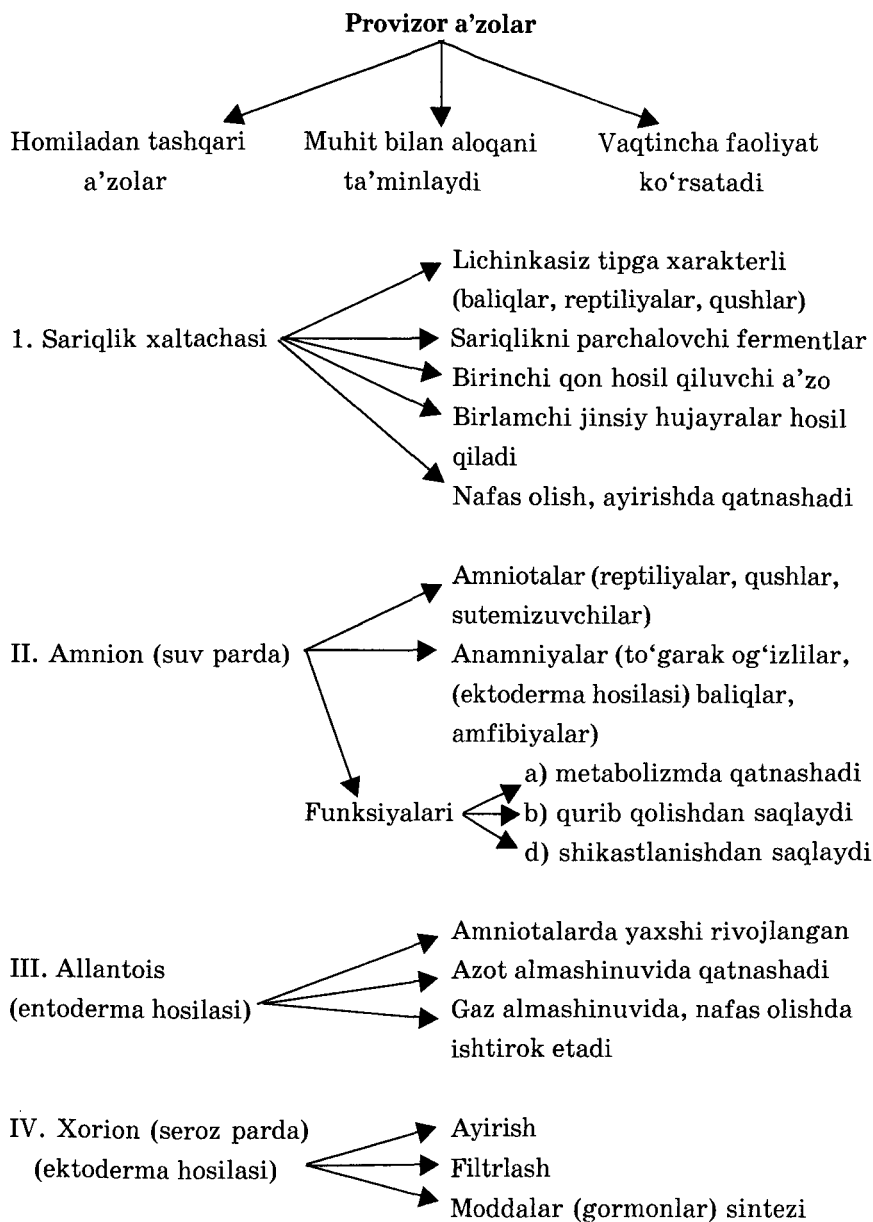 Provizor a'zolar
Homiladan tashqari a'zolar
Muhit bilan aloqani ta'minlaydi
Vaqtincha faoliyat ko‘rsatadi
1. Sariqlik xaltachasi
Lichinkasiz tipga xarakterli
(baliqlar, reptiliyalar, qushlar)
Sariqlikni parchalovchi fermentlar
Birinchi qon hosil qiluvchi a'zo
Birlamchi jinsiy hujayralar hosil
qiladi
Nafas olish, ayirishda qatnashadi
II. Amnion (suv parda)
Amniotalar (reptiliyalar, qushlar,
sutemizuvchilar)
Anamniyalar (to‘garak og‘izlilar,
(ektoderma hosilasi) baliqlar,
amfibiyalar)
Funksiyalari
a) metabolizmda qatnashadi
b) qurib qolishdan saqlaydi
d) shikastlanishdan saqlaydi
III. Allantois
(entoderma hosilasi)
Amniotalarda yaxshi rivojlangan
Azot almashinuvida qatnashadi
Gaz almashinuvida, nafas olishda
ishtirok etadi
IV. Xorion (seroz parda)
(ektoderma hosilasi)
Ayirish
Filtrlash
Moddalar (gormonlar) sintezi